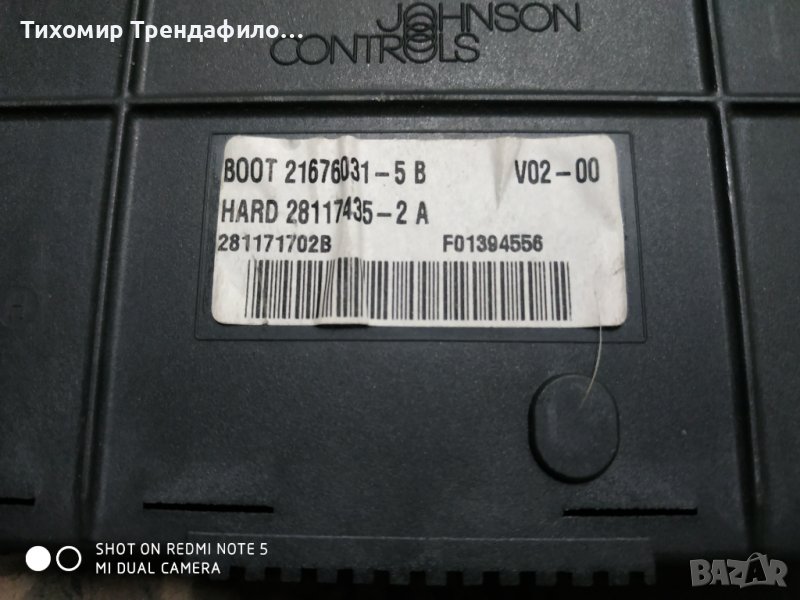 Тихомир Трендафило...
JOHNSON
CONTROLS
BOOT 21676031-5 B V02-00
HARD 28117435-2 A
281171702B F01394556
SHOT ON REDMI NOTE 5
MI DUAL CAMERA
BAZAR